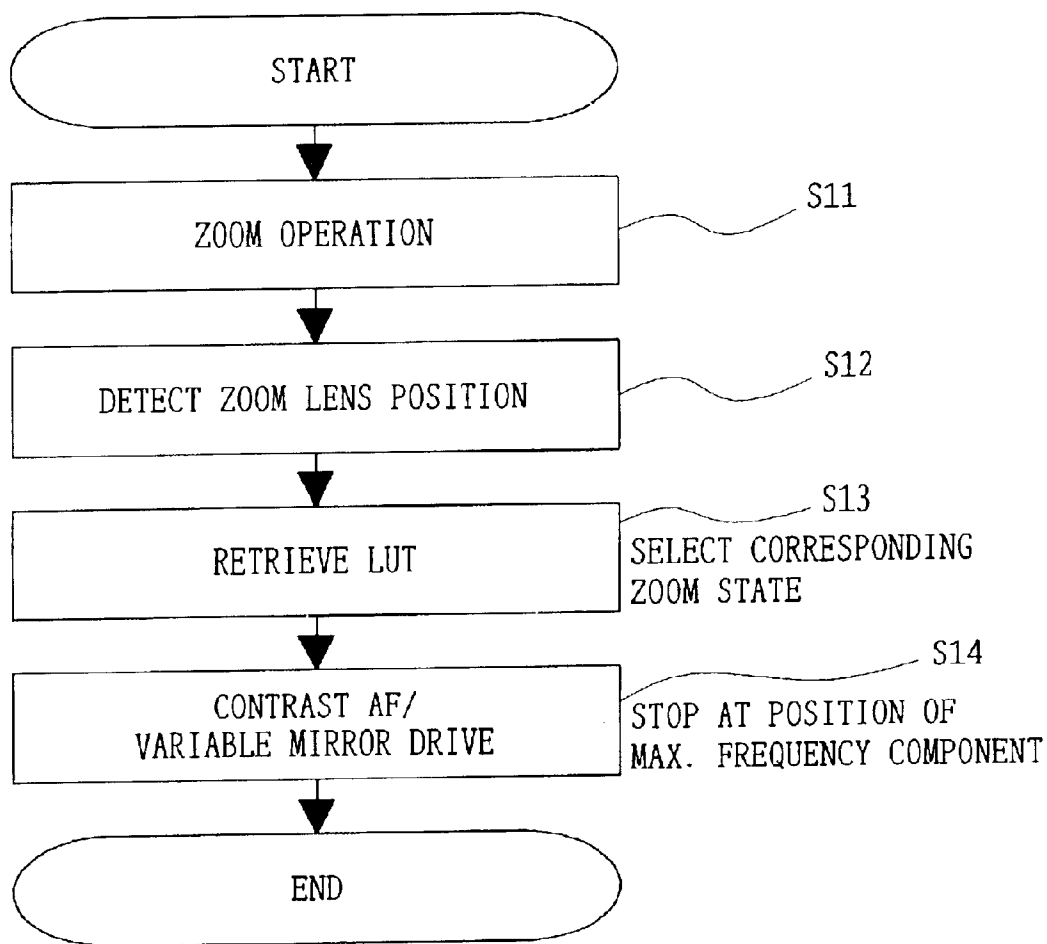 START
ZOOM OPERATION
S11
DETECT ZOOM LENS POSITION
S12
RETRIEVE LUT
S13
SELECT CORRESPONDING
ZOOM STATE
CONTRAST AF/
VARIABLE MIRROR DRIVE
S14
STOP AT POSITION OF
MAX. FREQUENCY COMPONENT
END